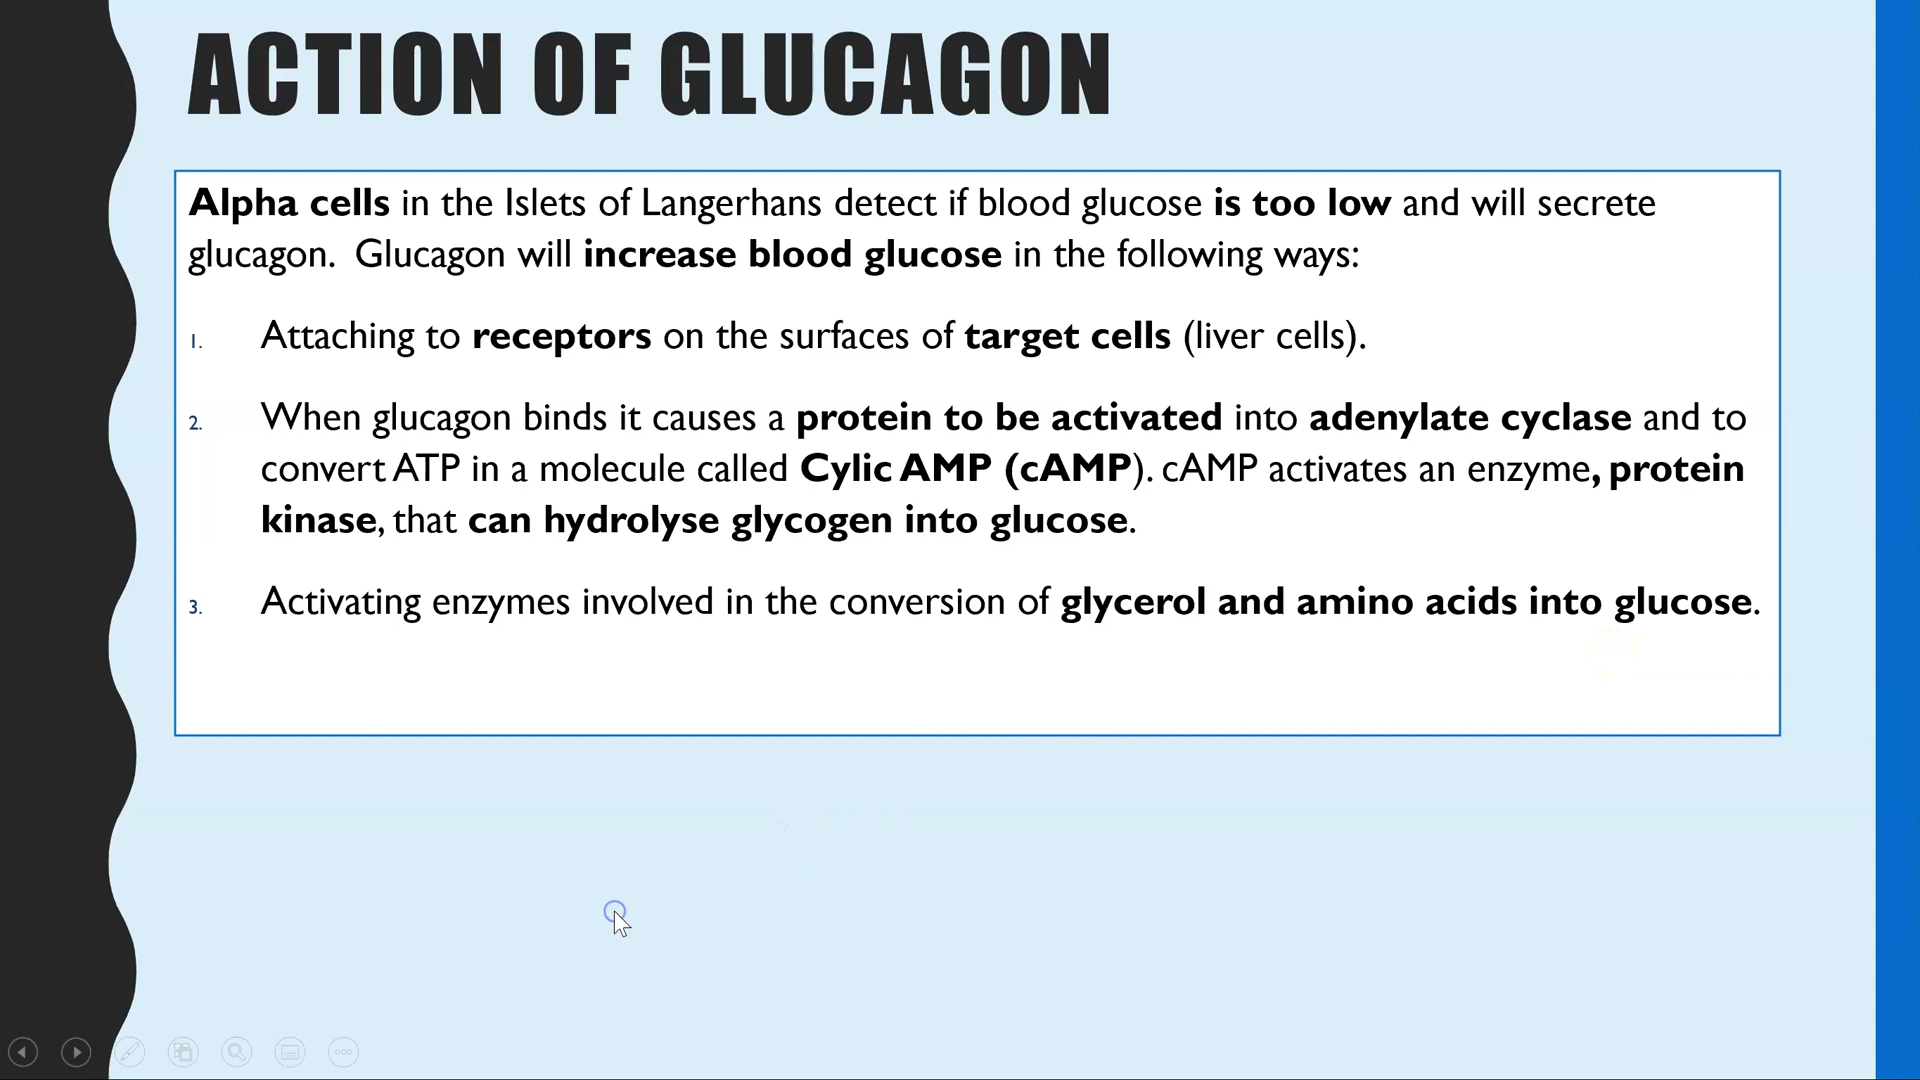 ACTION OF GLUCAGON
Alpha cells in the Islets of Langerhans detect if blood glucose is too low and will secrete
glucagon.  Glucagon will increase blood glucose in the following ways:
1. Attaching to receptors on the surfaces of target cells (liver cells).
2. When glucagon binds it causes a protein to be activated into adenylate cyclase and to
convert ATP in a molecule called Cylic AMP (cAMP). cAMP activates an enzyme, protein
kinase, that can hydrolyse glycogen into glucose.
3. Activating enzymes involved in the conversion of glycerol and amino acids into glucose.